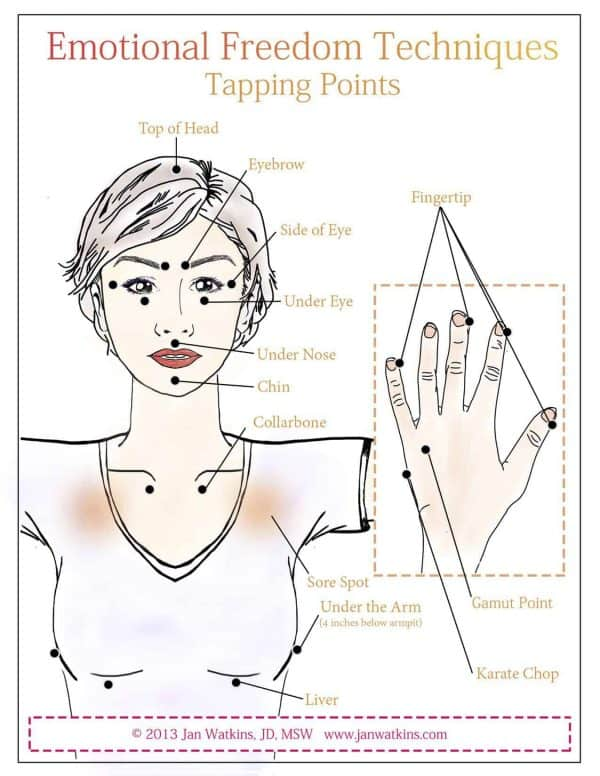 Emotional Freedom Techniques
Tapping Points
Top of Head
Eyebrow
Fingertip
Side of Eye
Under Eye
Under Nose
Chin
Collarbone
Sore Spot
Under the Arm
(4 inches below armpit)
Gamut Point
Karate Chop
Liver
© 2013 Jan Watkins, JD, MSW www.janwatkins.com